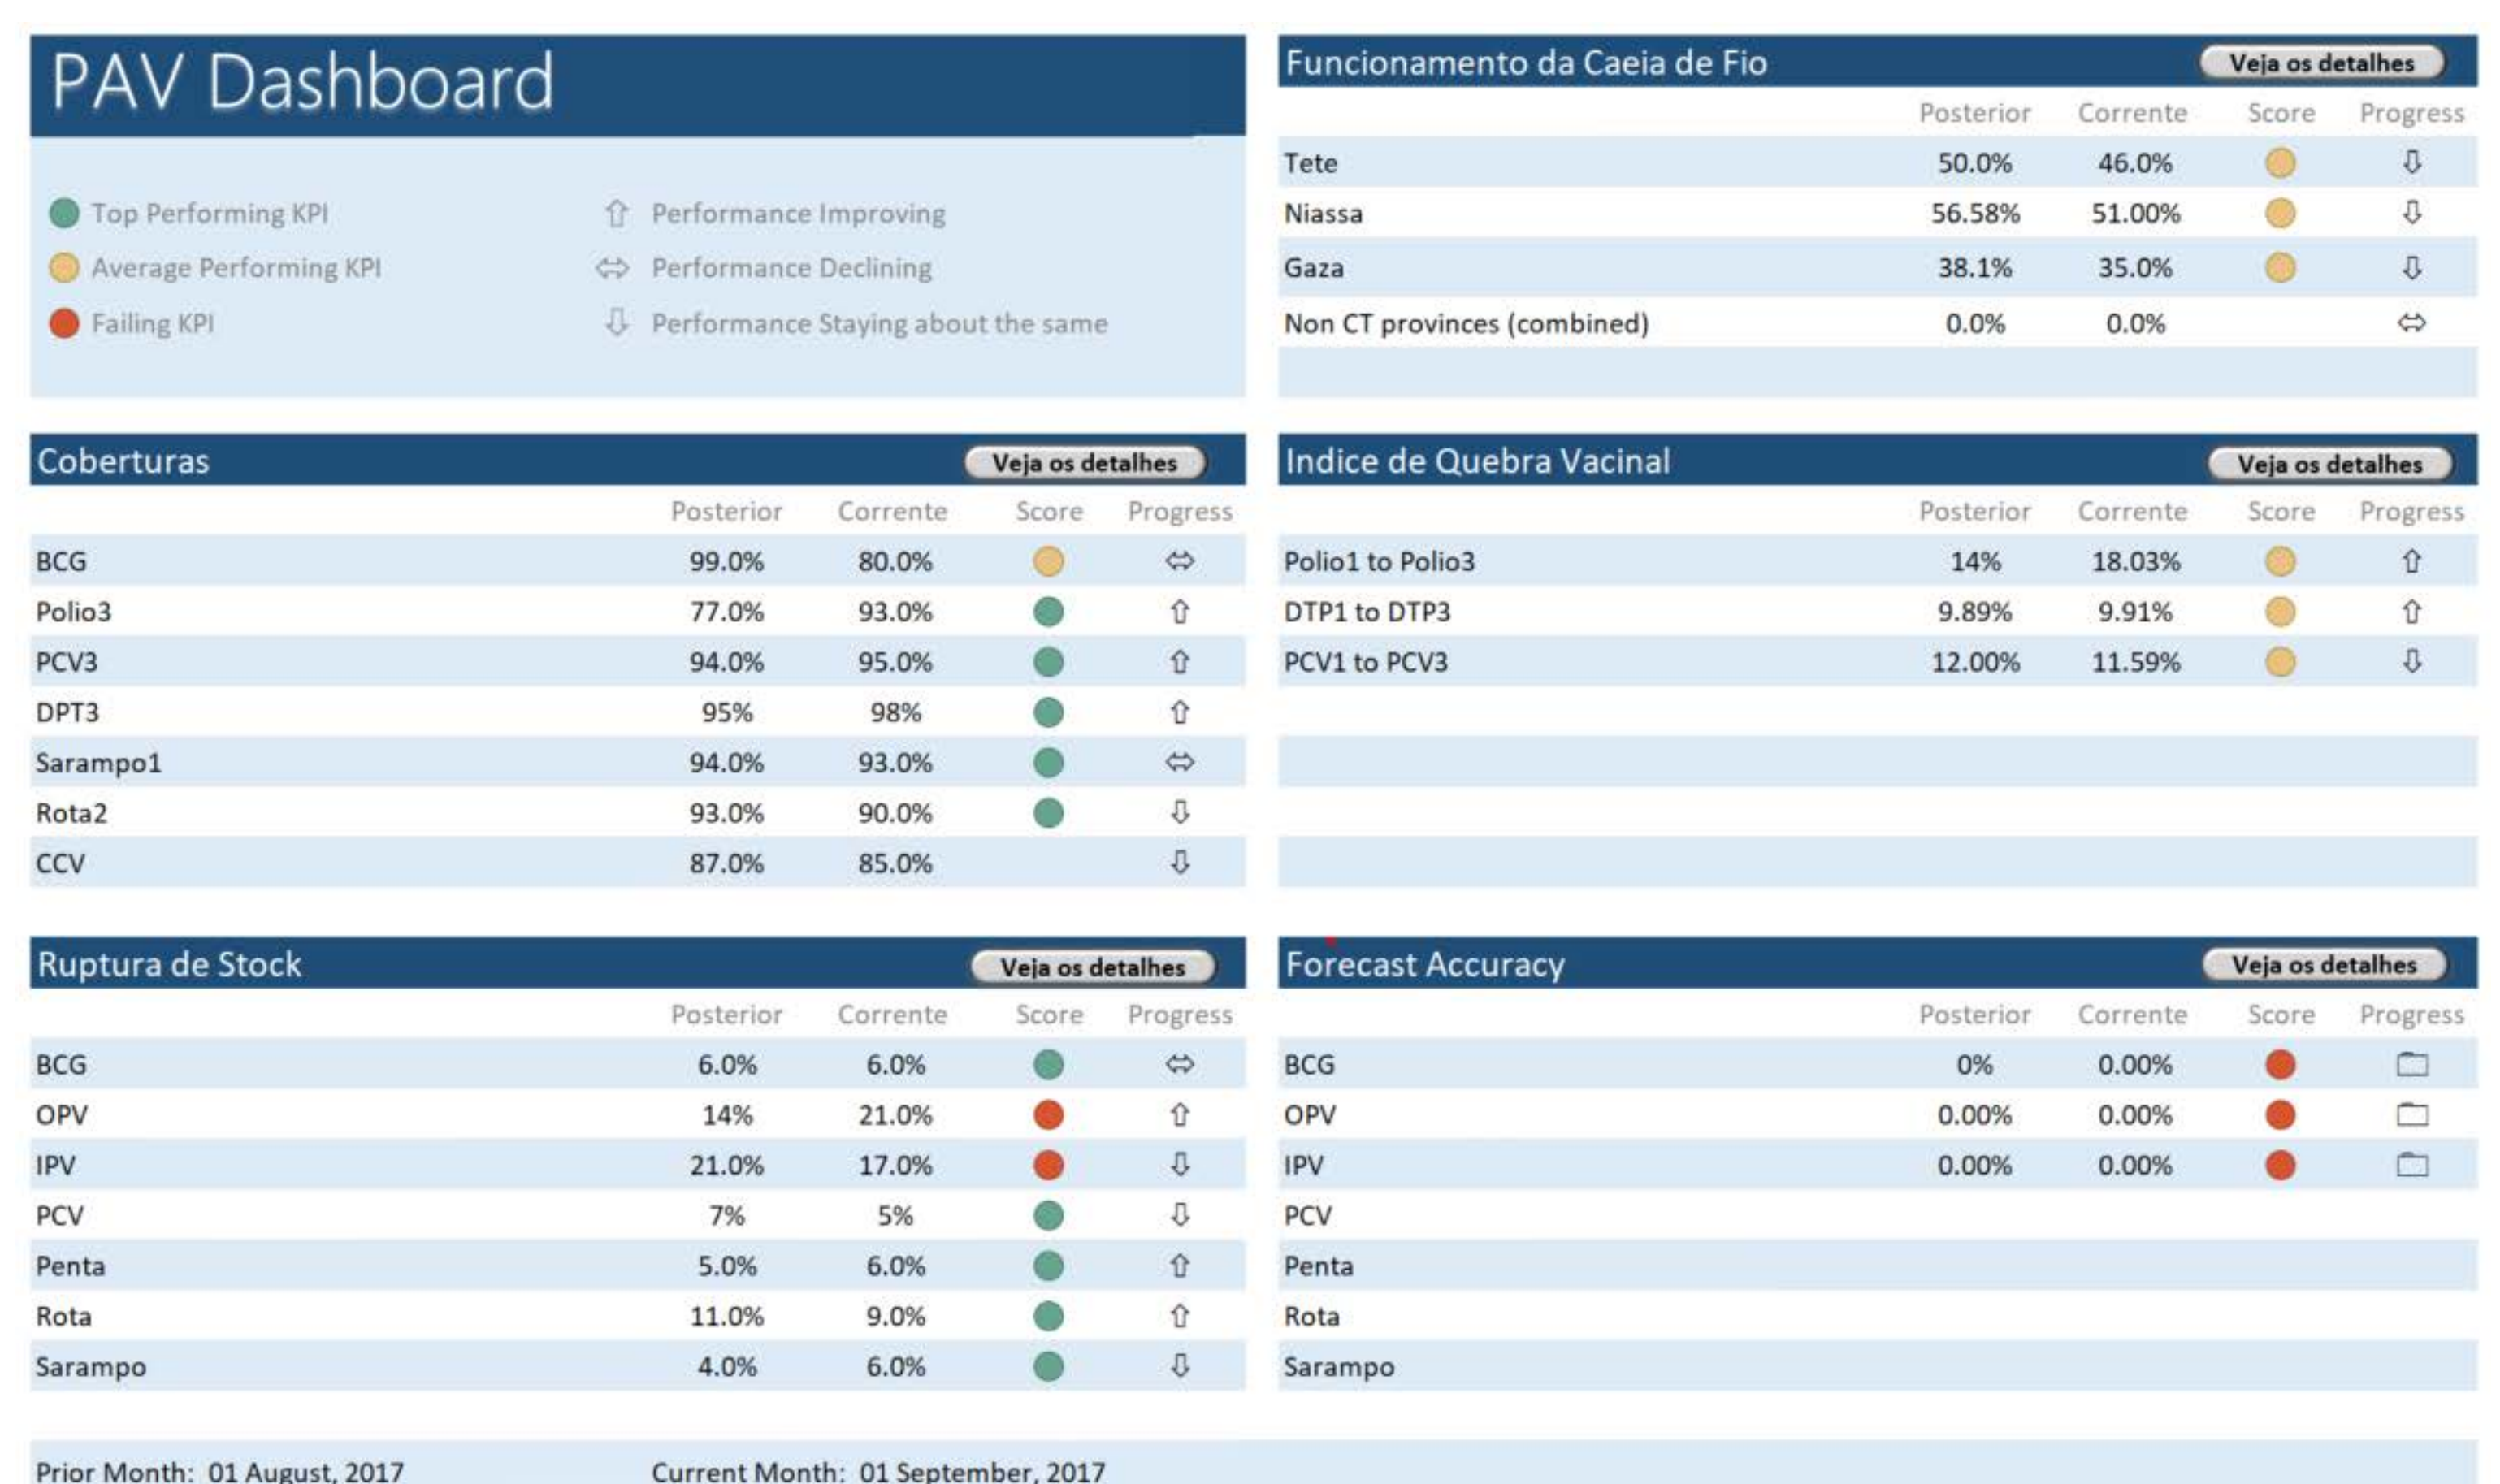 PAV Dashboard
Top Performing KPI ⇧ Performance Improving
Average Performing KPI ⬄ Performance Declining
Failing KPI ⇩ Performance Staying about the same
Funcionamento da Caeia de Fio Veja os detalhes
Posterior Corrente Score Progress
Tete 50.0% 46.0% ⇩
Niassa 56.58% 51.00% ⇩
Gaza 38.1% 35.0% ⇩
Non CT provinces (combined) 0.0% 0.0% ⬄
Coberturas Veja os detalhes
Posterior Corrente Score Progress
BCG 99.0% 80.0% ⬄
Polio3 77.0% 93.0% ⇧
PCV3 94.0% 95.0% ⇧
DPT3 95% 98% ⇧
Sarampo1 94.0% 93.0% ⬄
Rota2 93.0% 90.0% ⇩
CCV 87.0% 85.0% ⇩
Indice de Quebra Vacinal Veja os detalhes
Posterior Corrente Score Progress
Polio1 to Polio3 14% 18.03% ⇧
DTP1 to DTP3 9.89% 9.91% ⇧
PCV1 to PCV3 12.00% 11.59% ⇩
Ruptura de Stock Veja os detalhes
Posterior Corrente Score Progress
BCG 6.0% 6.0% ⬄
OPV 14% 21.0% ⇧
IPV 21.0% 17.0% ⇩
PCV 7% 5% ⇩
Penta 5.0% 6.0% ⇧
Rota 11.0% 9.0% ⇧
Sarampo 4.0% 6.0% ⇩
Forecast Accuracy Veja os detalhes
Posterior Corrente Score Progress
BCG 0% 0.00%
OPV 0.00% 0.00%
IPV 0.00% 0.00%
PCV
Penta
Rota
Sarampo
Prior Month: 01 August, 2017 Current Month: 01 September, 2017